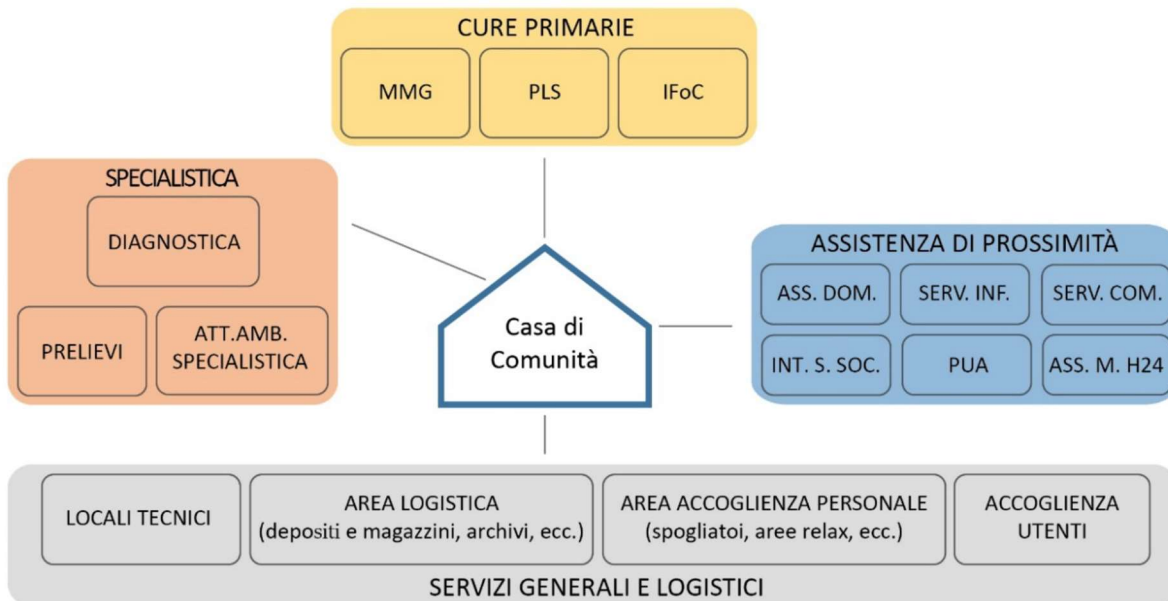 CURE PRIMARIE
MMG
PLS
IFoC
SPECIALISTICA
DIAGNOSTICA
PRELIEVI
ATT.AMB.
SPECIALISTICA
Casa di
Comunità
ASSISTENZA DI PROSSIMITÀ
ASS. DOM.
SERV. INF.
SERV. COM.
INT. S. SOC.
PUA
ASS. M. H24
LOCALI TECNICI
AREA LOGISTICA
(depositi e magazzini, archivi, ecc.)
AREA ACCOGLIENZA PERSONALE
(spogliatoi, aree relax, ecc.)
ACCOGLIENZA
UTENTI
SERVIZI GENERALI E LOGISTICI